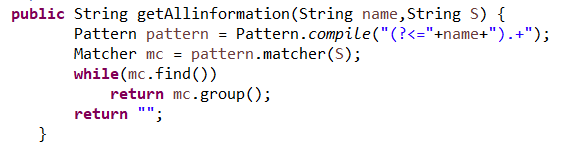 public String getAllinformation(String name,String S) {
Pattern pattern = Pattern.compile("(?<="+name+").+");
Matcher mc = pattern.matcher(S);
while(mc.find())
return mc.group();
return "";
}